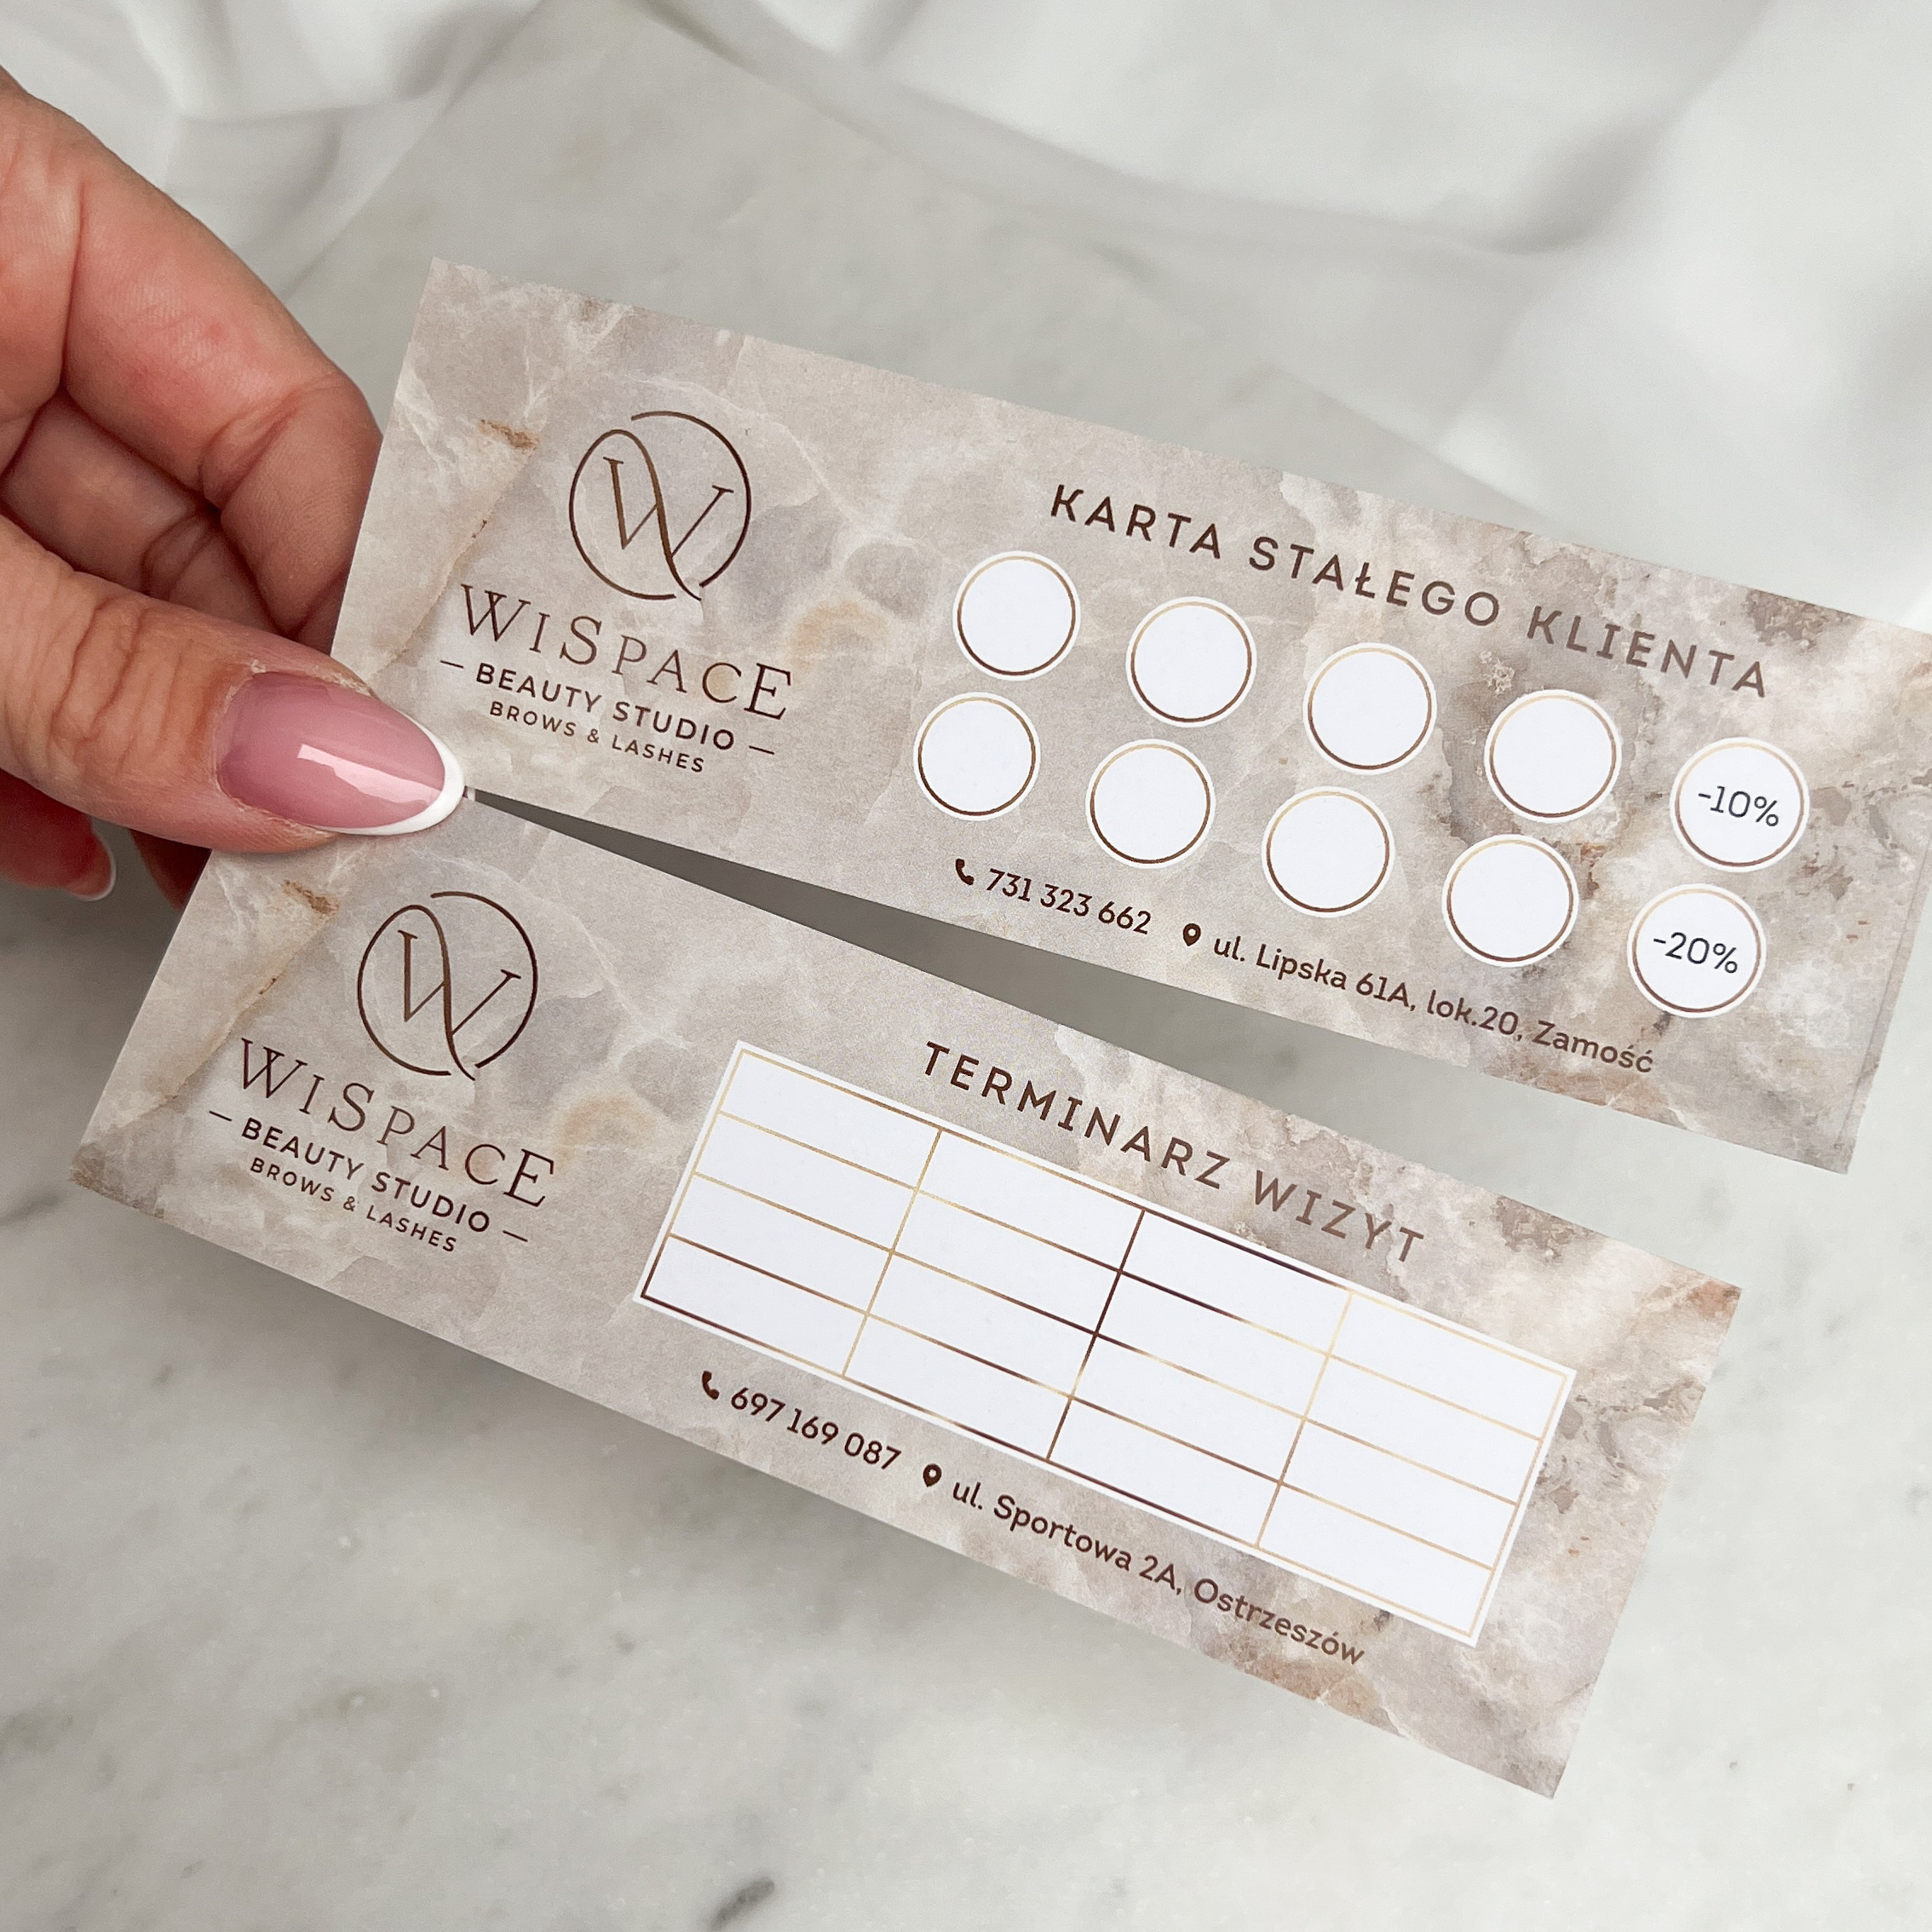 W
WISPACE
— BEAUTY STUDIO —
BROWS & LASHES
KARTA STAŁEGO KLIENTA
-10%
-20%
731 323 662 ul. Lipska 61A, lok.20, Zamość
W
WISPACE
— BEAUTY STUDIO —
BROWS & LASHES
TERMINARZ WIZYT
697 169 087 ul. Sportowa 2A, Ostrzeszów